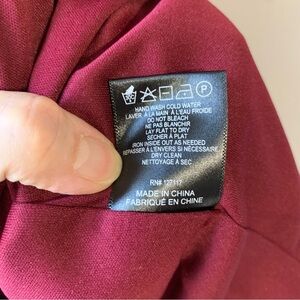 HAND WASH COLD WATER
LAVER À LA MAIN À L'EAU FROIDE
DO NOT BLEACH
NE PAS BLANCHIR
LAY FLAT TO DRY
SÉCHER À PLAT
IRON INSIDE OUT AS NEEDED
REPASSER À L'ENVERS SI NÉCESSAIRE
DRY CLEAN
NETTOYAGE À SEC
RN# 127117
MADE IN CHINA
FABRIQUÉ EN CHINE